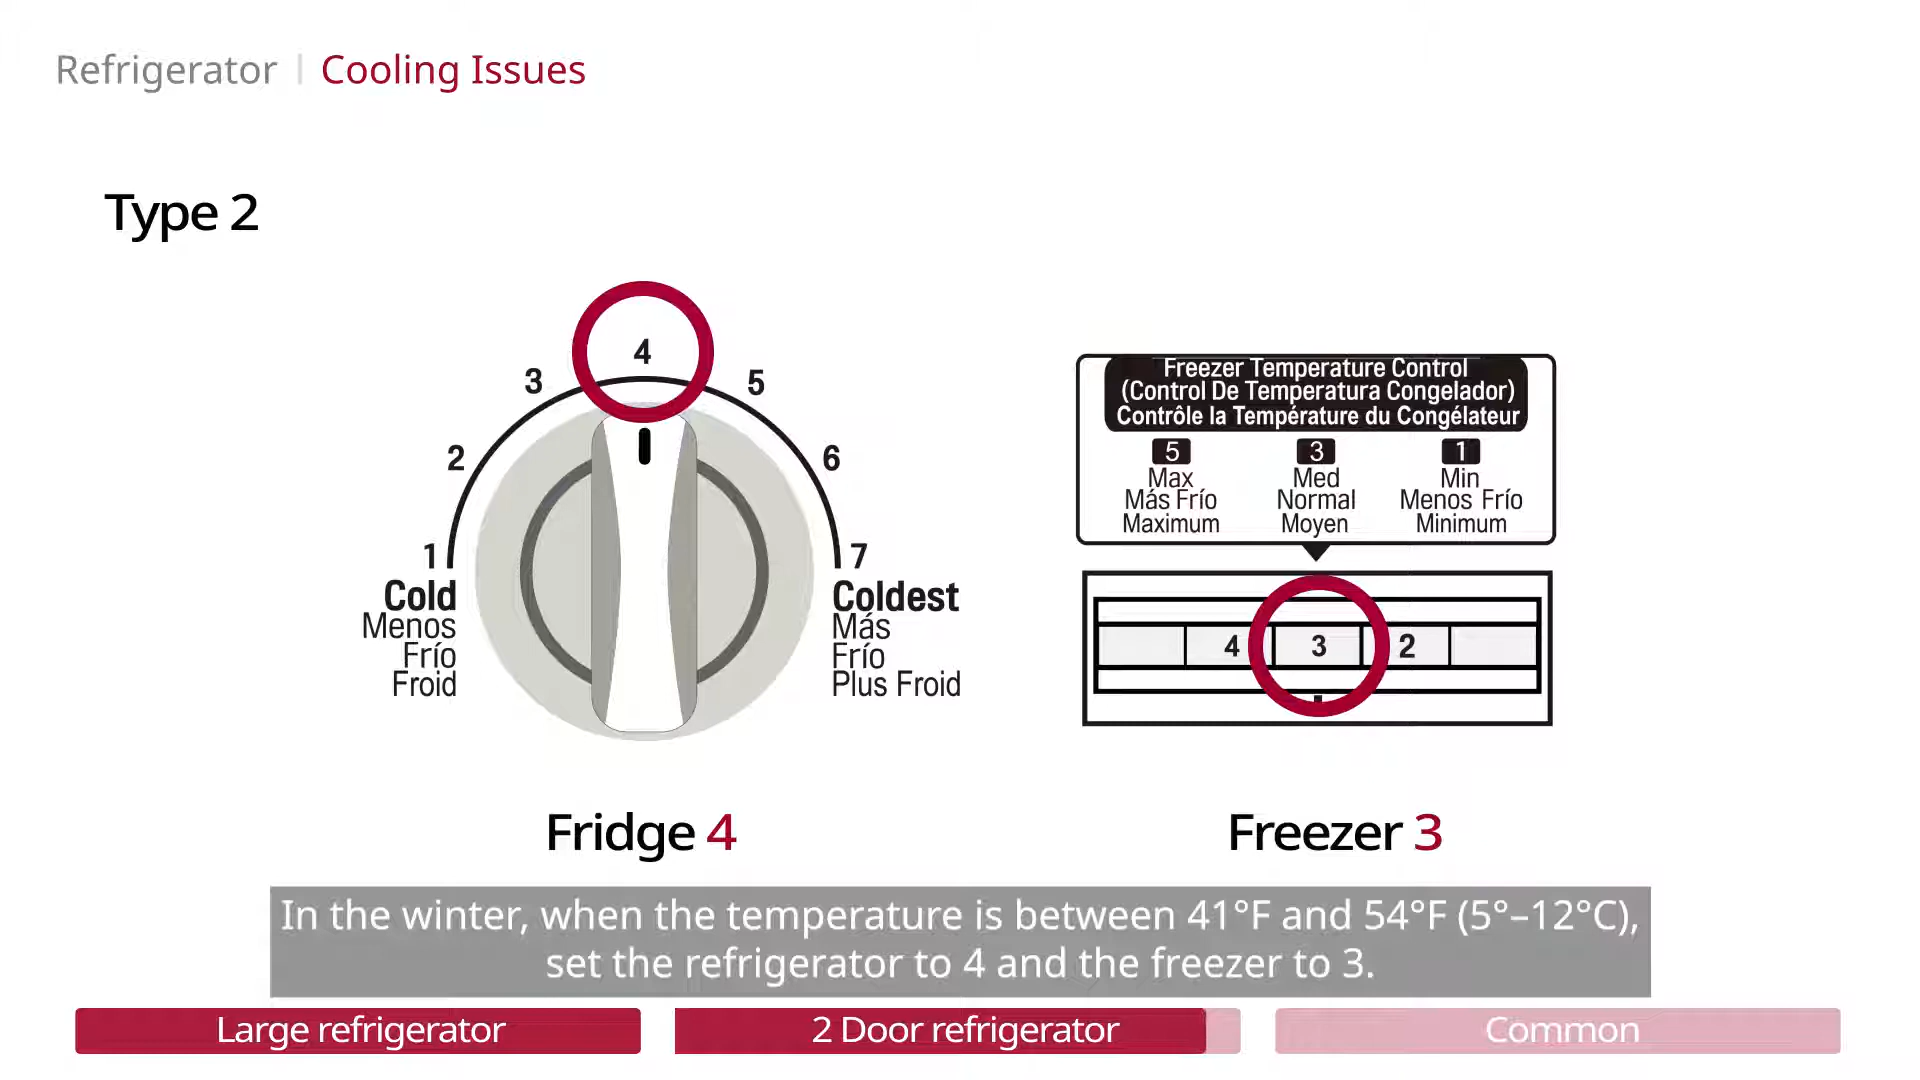 Refrigerator | Cooling Issues
Type 2
4
3
5
2
6
1
7
Cold
Menos
Frío
Froid
Coldest
Más
Frío
Plus Froid
Freezer Temperature Control
(Control De Temperatura Congelador)
Contrôle la Température du Congélateur
5 3 1
Max Med Min
Más Frío Normal Menos Frío
Maximum Moyen Minimum
4 3 2
Fridge 4
Freezer 3
In the winter, when the temperature is between 41°F and 54°F (5°–12°C),
set the refrigerator to 4 and the freezer to 3.
Large refrigerator
2 Door refrigerator
Common